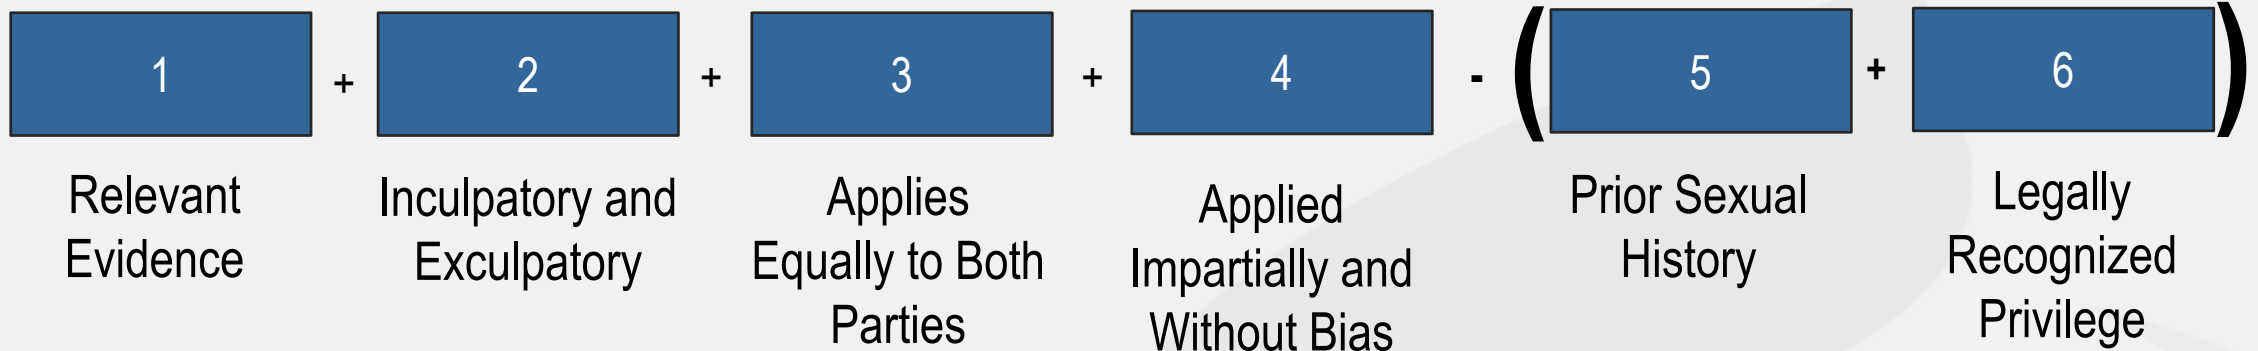 1 + 2 + 3 + 4 - ( 5 + 6 )
Relevant
Evidence
Inculpatory and
Exculpatory
Applies
Equally to Both
Parties
Applied
Impartially and
Without Bias
Prior Sexual
History
Legally
Recognized
Privilege